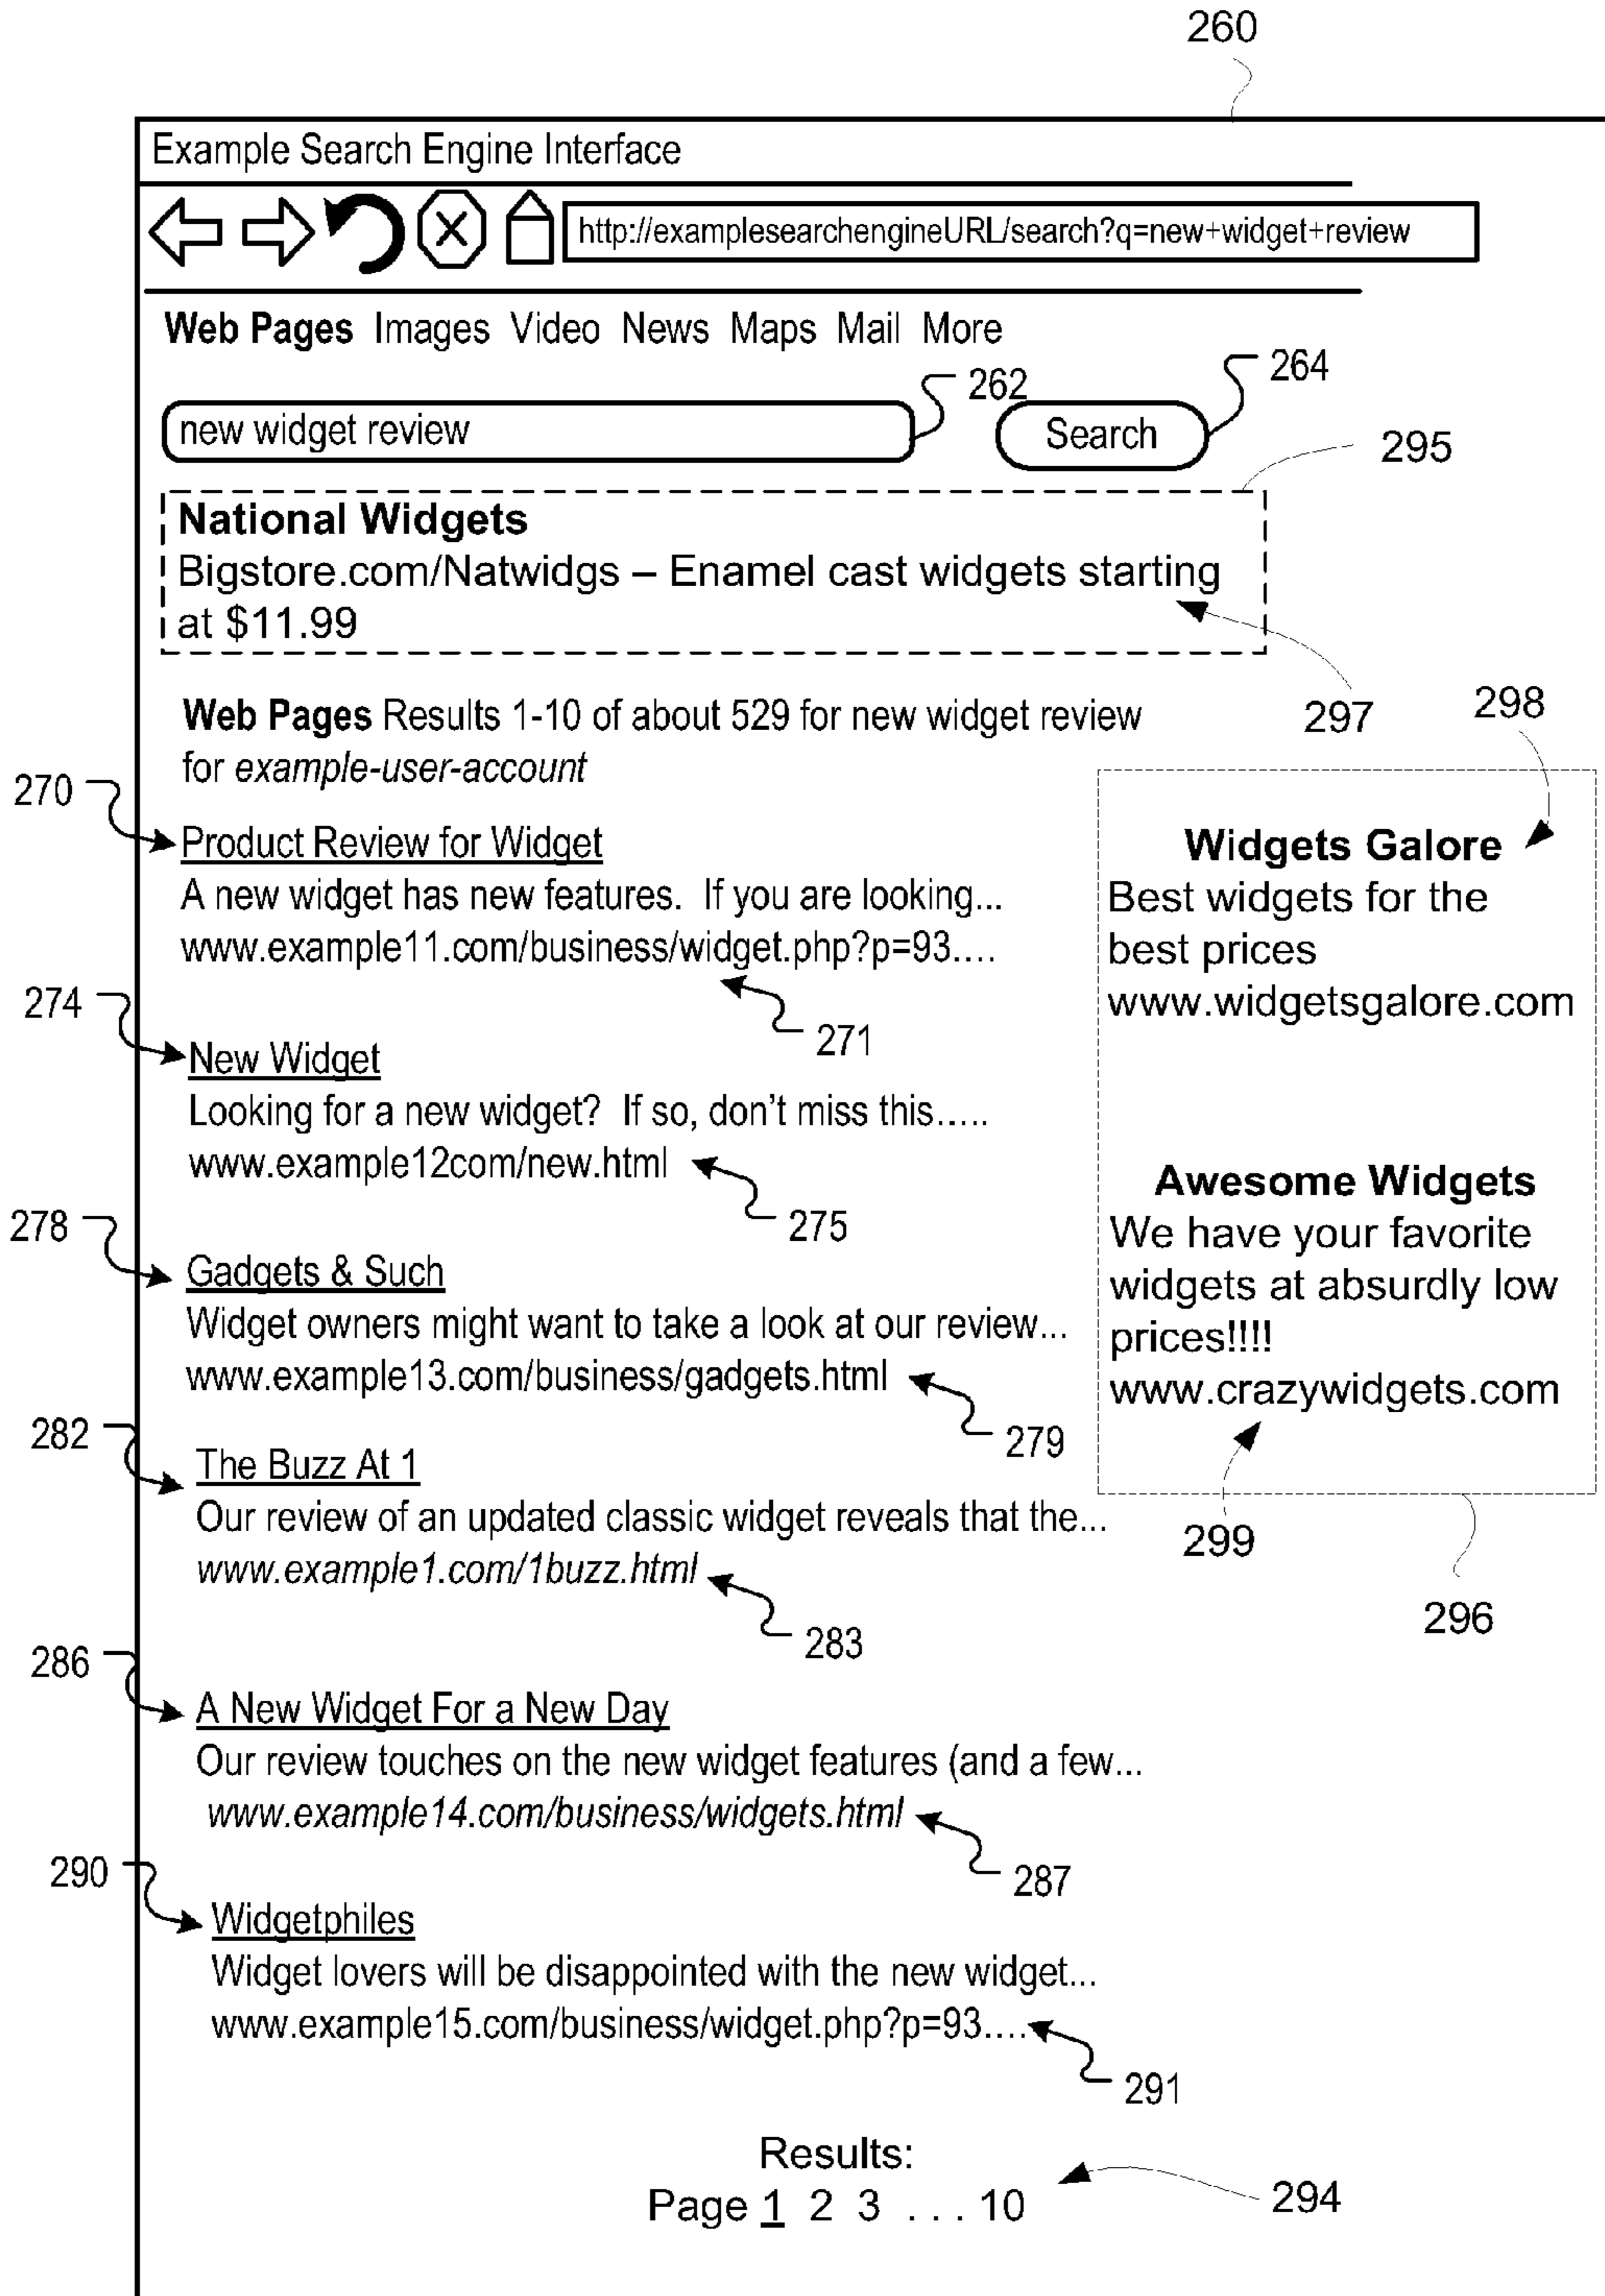 260
Example Search Engine Interface
http://examplesearchengineURL/search?q=new+widget+review
Web Pages Images Video News Maps Mail More
262
264
new widget review
Search
295
National Widgets
Bigstore.com/Natwidgs – Enamel cast widgets starting
at $11.99
297
298
Web Pages Results 1-10 of about 529 for new widget review
for example-user-account
270
Product Review for Widget
A new widget has new features. If you are looking...
www.example11.com/business/widget.php?p=93....
271
274
New Widget
Looking for a new widget? If so, don't miss this.....
www.example12com/new.html
275
278
Gadgets & Such
Widget owners might want to take a look at our review...
www.example13.com/business/gadgets.html
279
282
The Buzz At 1
Our review of an updated classic widget reveals that the...
www.example1.com/1buzz.html
283
286
A New Widget For a New Day
Our review touches on the new widget features (and a few...
www.example14.com/business/widgets.html
287
290
Widgetphiles
Widget lovers will be disappointed with the new widget...
www.example15.com/business/widget.php?p=93....
291
Widgets Galore
Best widgets for the
best prices
www.widgetsgalore.com
Awesome Widgets
We have your favorite
widgets at absurdly low
prices!!!!
www.crazywidgets.com
299
296
Results:
Page 1 2 3 . . . 10
294